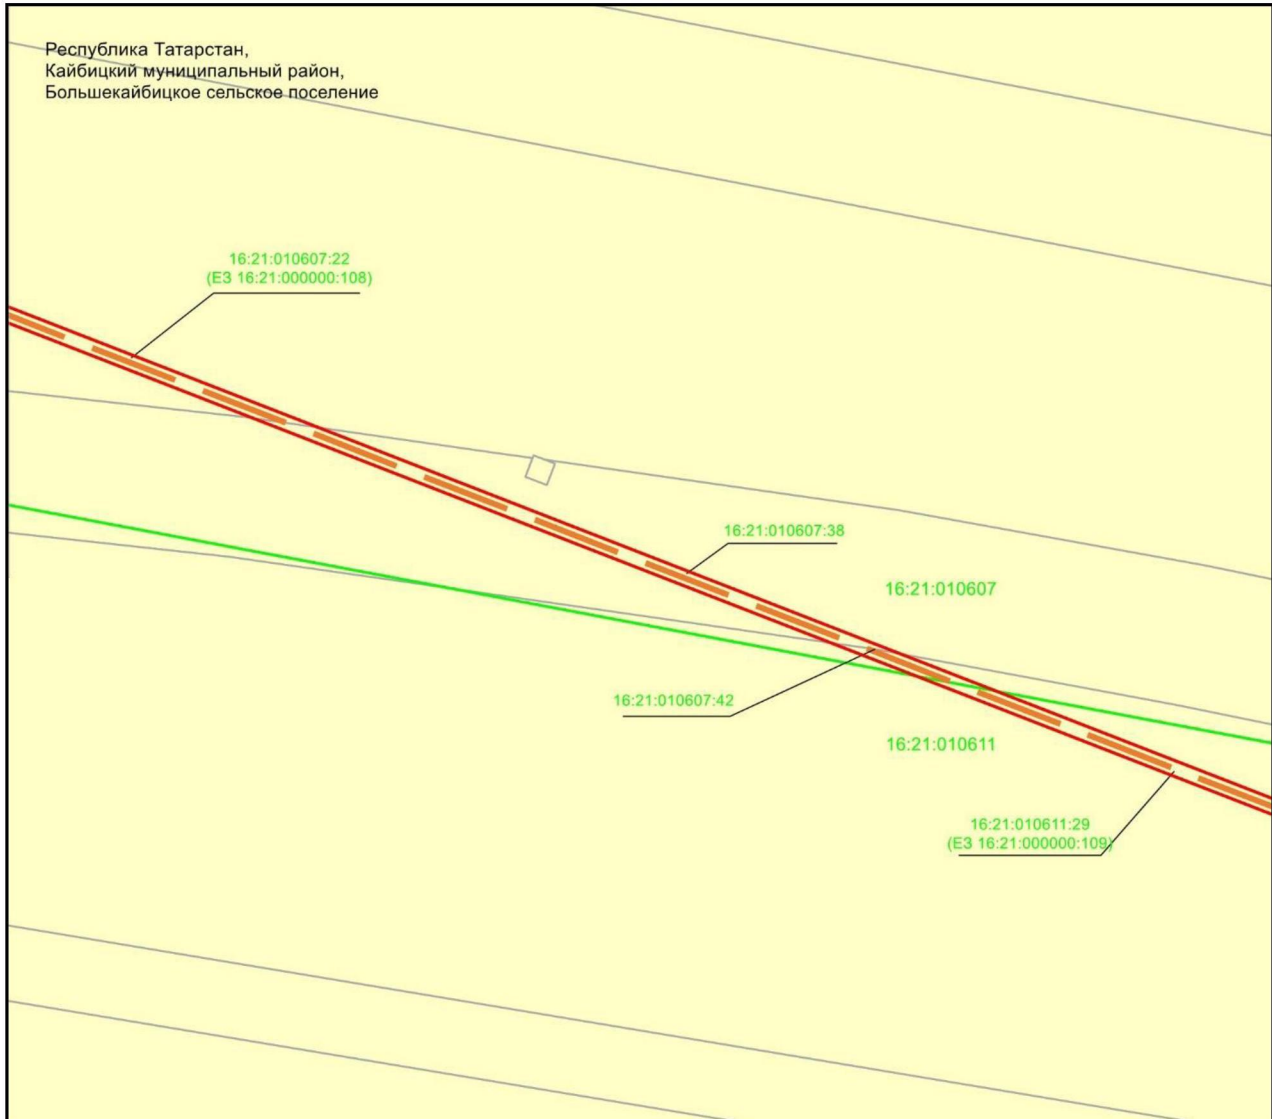 Республика Татарстан,
Кайбицкий муниципальный район,
Большекайбицкое сельское поселение
16:21:010607:22
(ЕЗ 16:21:000000:108)
16:21:010607:38
16:21:010607
16:21:010607:42
16:21:010611
16:21:010611:29
(ЕЗ 16:21:000000:109)